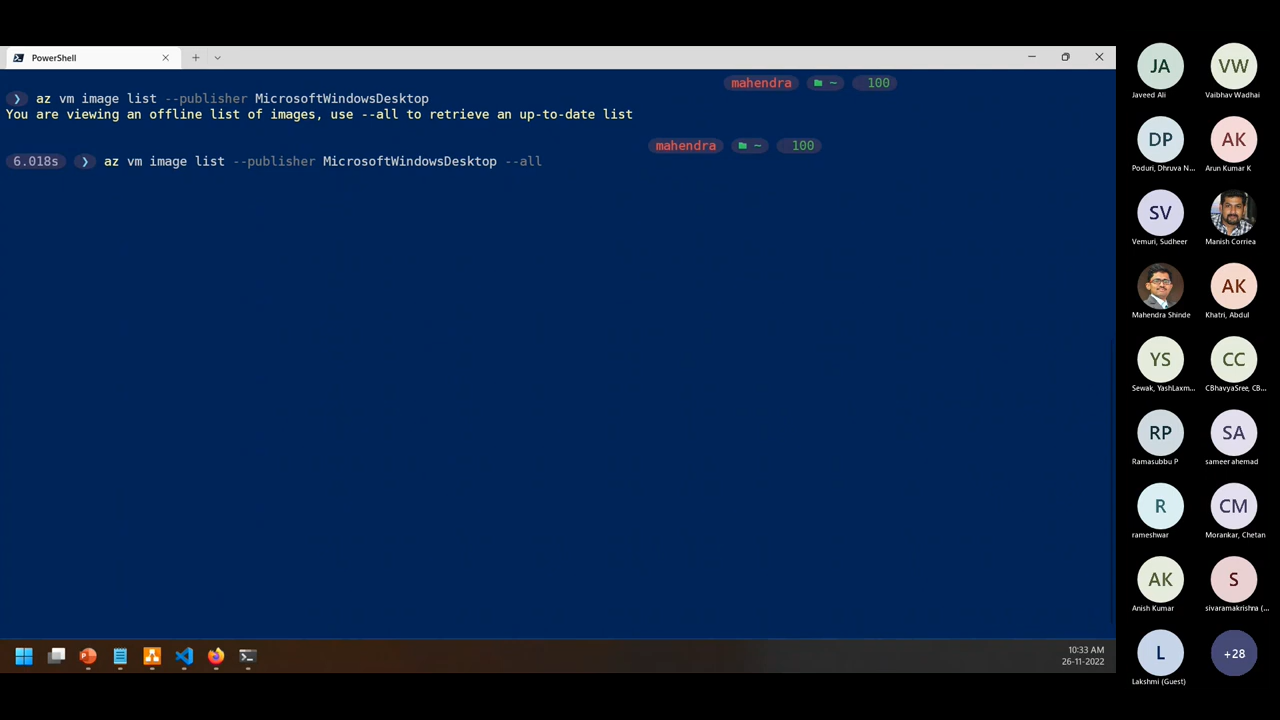 PowerShell
mahendra ~ 100
❯ az vm image list --publisher MicrosoftWindowsDesktop
You are viewing an offline list of images, use --all to retrieve an up-to-date list
mahendra ~ 100
6.018s ❯ az vm image list --publisher MicrosoftWindowsDesktop --all
10:33 AM
26-11-2022
JA VW
Javeed Ali Vaibhav Wadhai
DP AK
Poduri, Dhruva N... Arun Kumar K
SV
Vemuri, Sudheer Manish Corriea
AK
Mahendra Shinde Khatri, Abdul
YS CC
Sewak, YashLaxm... CBhavyaSree, CB...
RP SA
Ramasubbu P sameer ahemad
R CM
rameshwar Morankar, Chetan
AK S
Anish Kumar sivaramakrishna (...
L +28
Lakshmi (Guest)